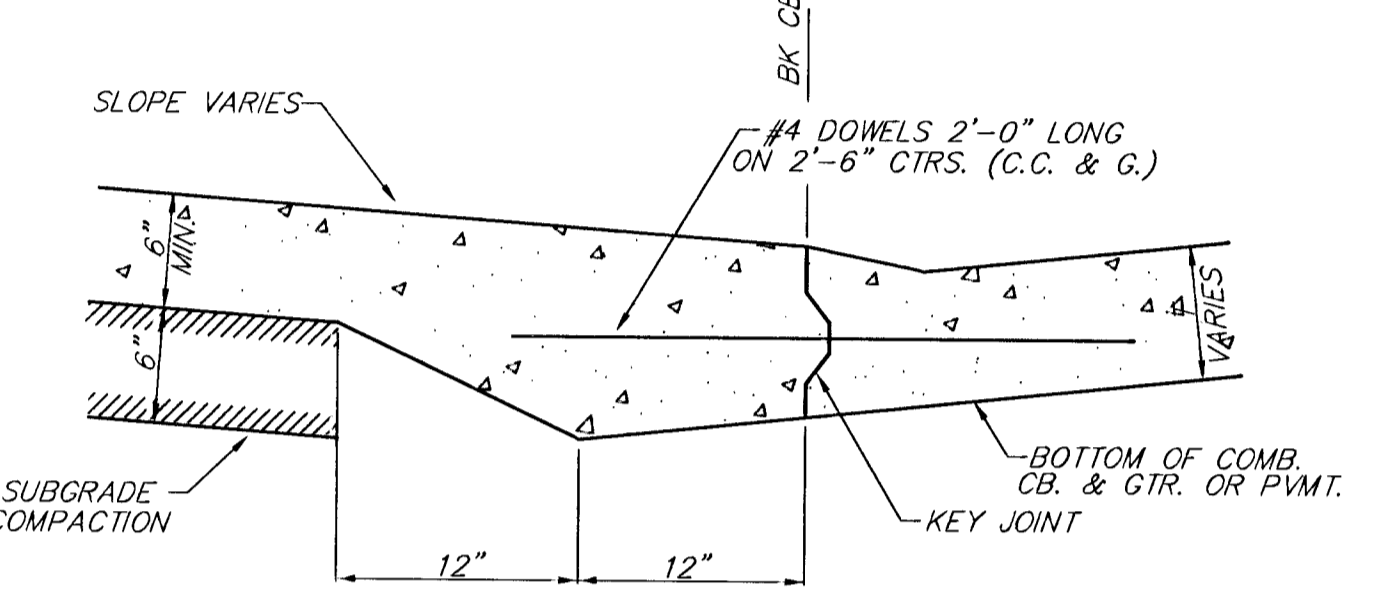 BK CB
SLOPE VARIES
#4 DOWELS 2'-0" LONG
ON 2'-6" CTRS. (C.C. & G.)
6"
MIN.
6"
VARIES
BOTTOM OF COMB.
CB. & GTR. OR PVMT.
SUBGRADE
COMPACTION
KEY JOINT
12"
12"